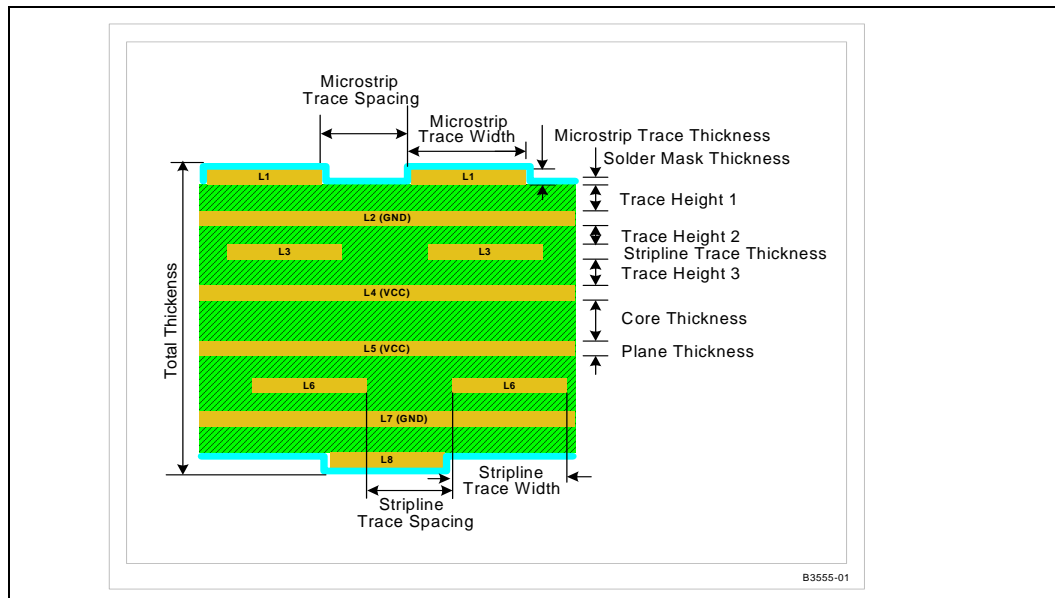 Microstrip
Trace Spacing
Microstrip
Trace Width
Microstrip Trace Thickness
Solder Mask Thickness
L1
L1
Trace Height 1
L2 (GND)
Trace Height 2
L3
L3
Stripline Trace Thickness
Trace Height 3
L4 (VCC)
Total Thickenss
Core Thickness
L5 (VCC)
Plane Thickness
L6
L6
L7 (GND)
L8
Stripline
Trace Width
Stripline
Trace Spacing
B3555-01